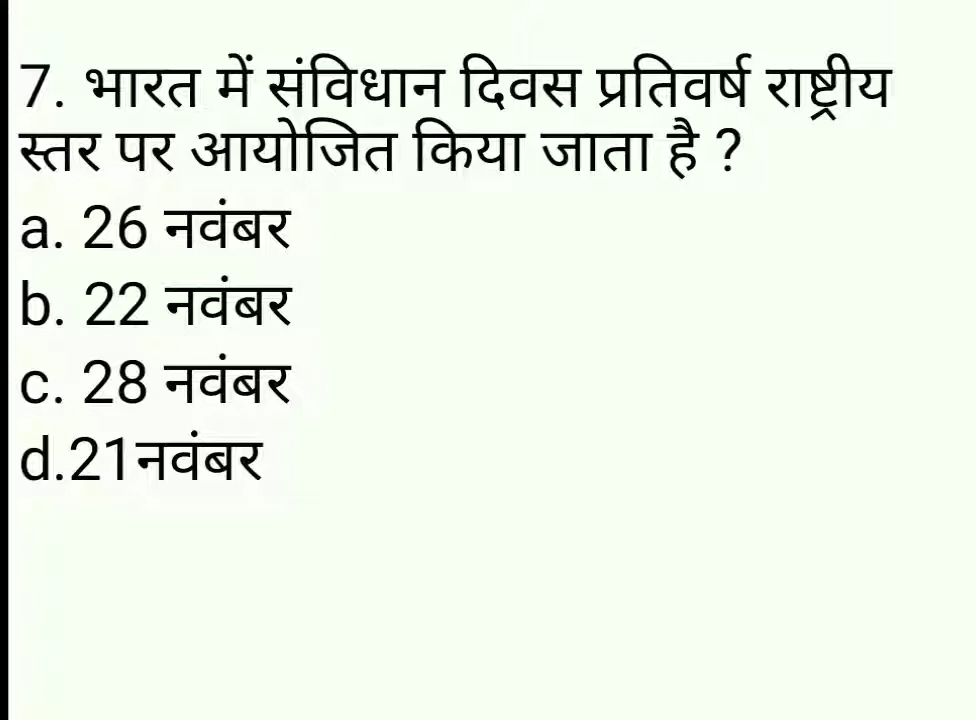 7. भारत में संविधान दिवस प्रतिवर्ष राष्ट्रीय
स्तर पर आयोजित किया जाता है ?
a. 26 नवंबर
b. 22 नवंबर
c. 28 नवंबर
d.21नवंबर